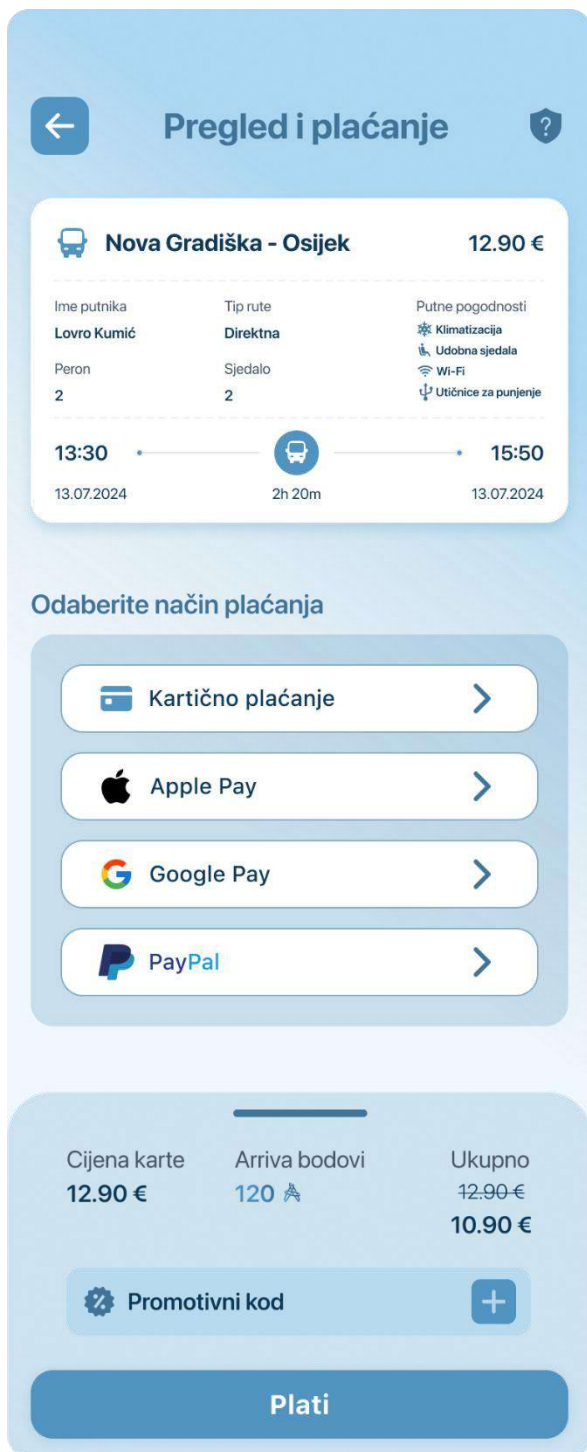 Pregled i plaćanje
?
Nova Gradiška - Osijek 12.90 €
Ime putnika Tip rute Putne pogodnosti
Lovro Kumić Direktna Klimatizacija
Udobna sjedala
Peron Sjedalo Wi-Fi
2 2 Utičnice za punjenje
13:30 15:50
13.07.2024 2h 20m 13.07.2024
Odaberite način plaćanja
Kartično plaćanje
Apple Pay
Google Pay
PayPal
Cijena karte Arriva bodovi Ukupno
12.90 € 120 12.90 €
10.90 €
Promotivni kod
Plati